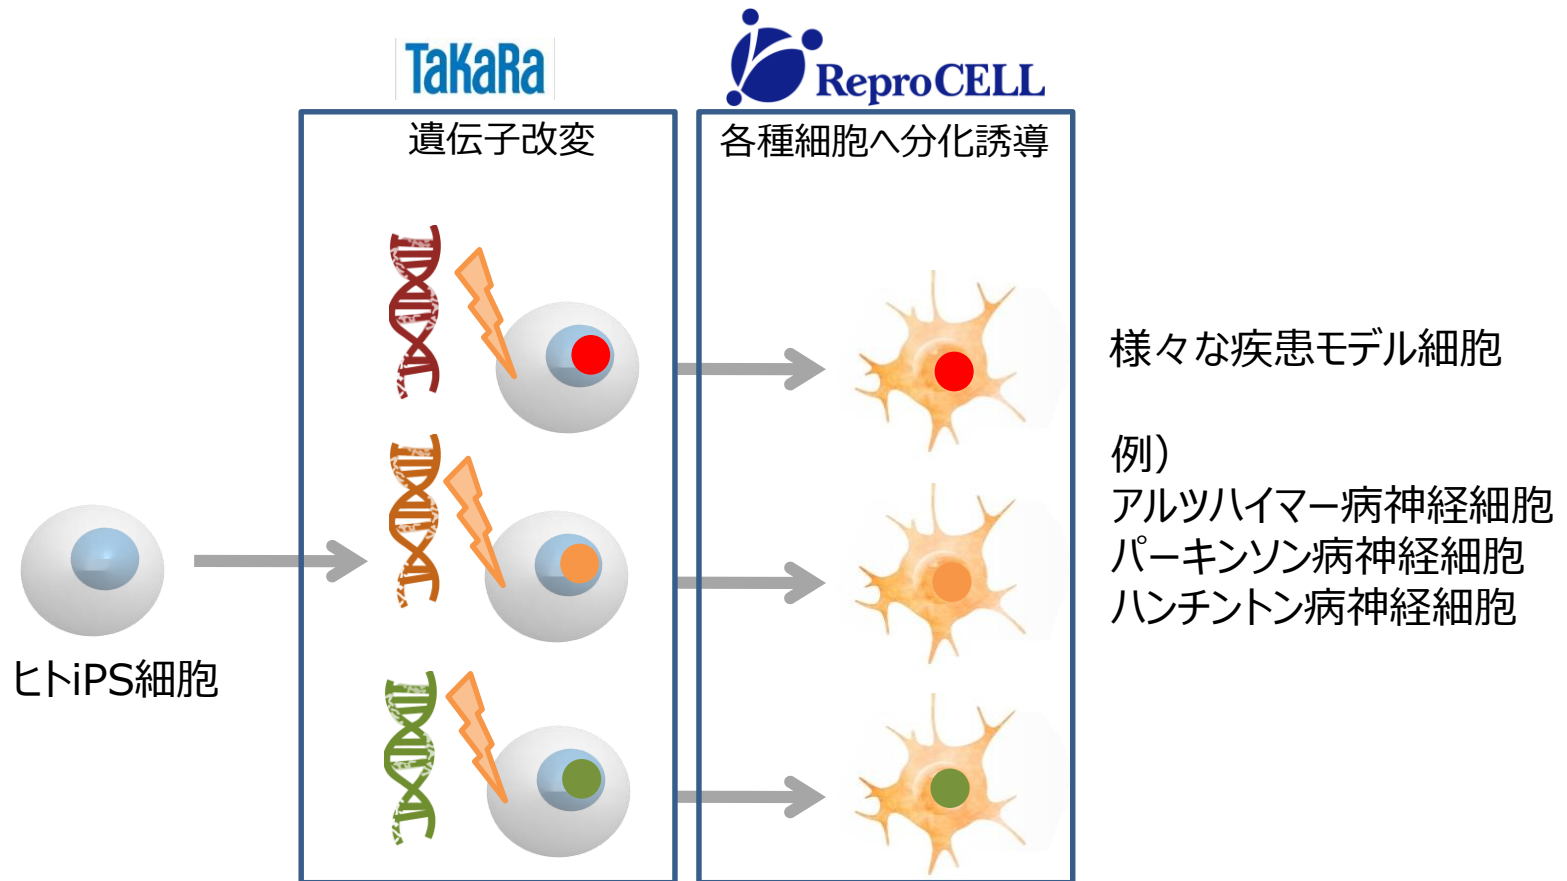 TaKaRa
ReproCELL
遺伝子改変
各種細胞へ分化誘導
様々な疾患モデル細胞
例）
アルツハイマー病神経細胞
パーキンソン病神経細胞
ハンチントン病神経細胞
ヒトiPS細胞